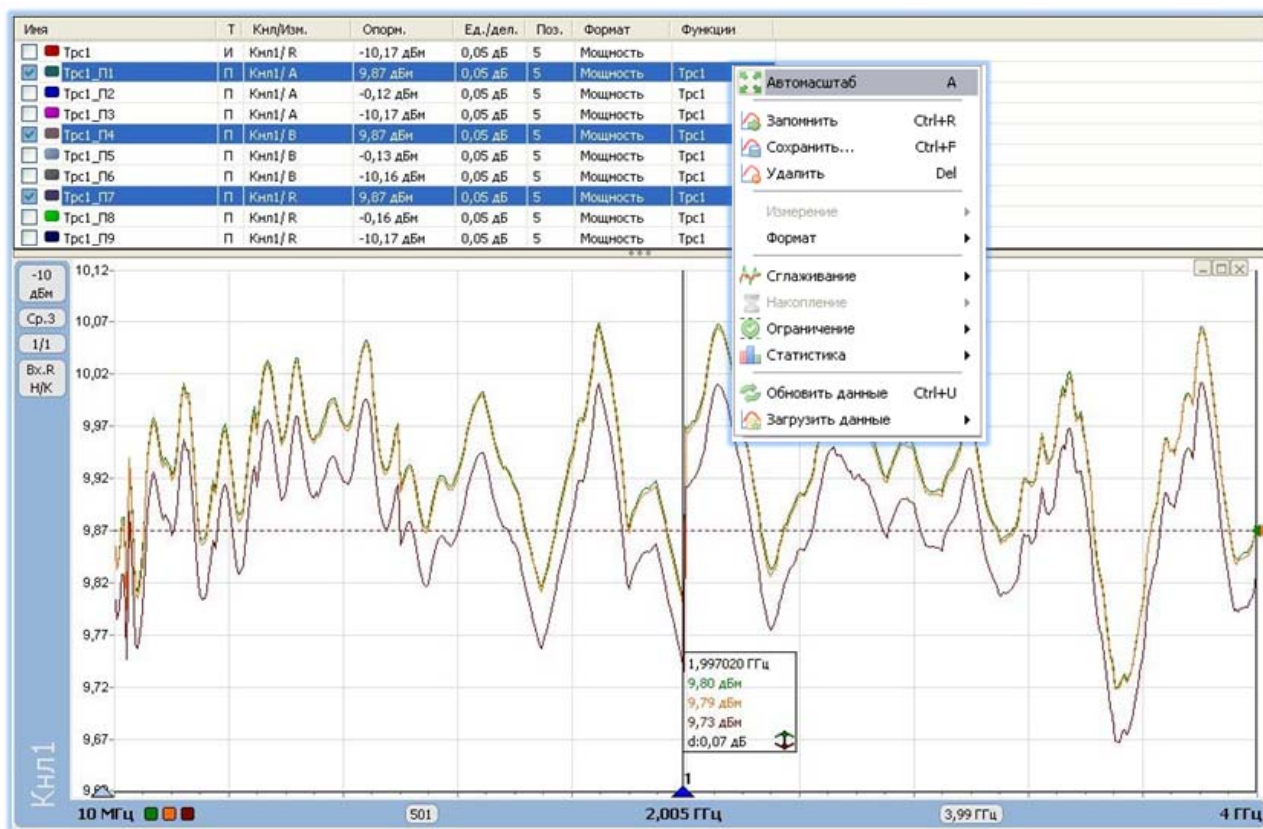 Имя Т Кнл/Изм. Опорн. Ед./дел. Поз. Формат Функции
Трс1 И Кнл1/ R -10,17 дБм 0,05 дБ 5 Мощность
Трс1_П1 П Кнл1/ A 9,87 дБм 0,05 дБ 5 Мощность Трс1
Трс1_П2 П Кнл1/ A -0,12 дБм 0,05 дБ 5 Мощность Трс1
Трс1_П3 П Кнл1/ A -10,17 дБм 0,05 дБ 5 Мощность Трс1
Трс1_П4 П Кнл1/ B 9,87 дБм 0,05 дБ 5 Мощность Трс1
Трс1_П5 П Кнл1/ B -0,13 дБм 0,05 дБ 5 Мощность Трс1
Трс1_П6 П Кнл1/ B -10,16 дБм 0,05 дБ 5 Мощность Трс1
Трс1_П7 П Кнл1/ R 9,87 дБм 0,05 дБ 5 Мощность Трс1
Трс1_П8 П Кнл1/ R -0,16 дБм 0,05 дБ 5 Мощность Трс1
Трс1_П9 П Кнл1/ R -10,17 дБм 0,05 дБ 5 Мощность Трс1
Автомасштаб A
Запомнить Ctrl+R
Сохранить... Ctrl+F
Удалить Del
Измерение
Формат
Сглаживание
Накопление
Ограничение
Статистика
Обновить данные Ctrl+U
Загрузить данные
-10
дБм
Ср.3
1/1
Вх.R
Н/К
Кнл1
10,12
10,07
10,02
9,97
9,92
9,87
9,82
9,77
9,72
9,67
1,997020 ГГц
9,80 дБм
9,79 дБм
9,73 дБм
d:0,07 дБ
1
10 МГц 501 2,005 ГГц 3,99 ГГц 4 ГГц